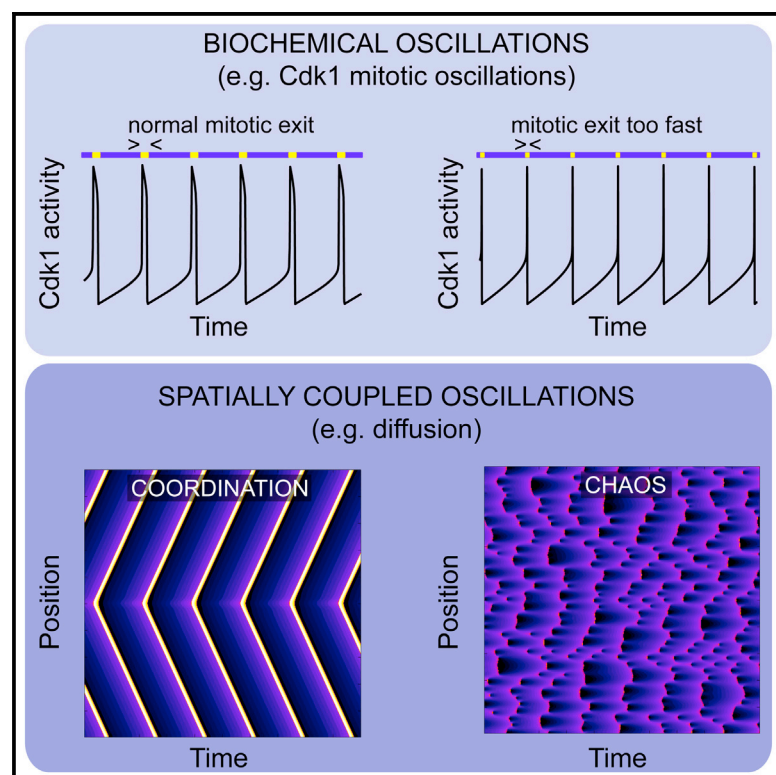 BIOCHEMICAL OSCILLATIONS
(e.g. Cdk1 mitotic oscillations)
normal mitotic exit
> <
Cdk1 activity
Time
mitotic exit too fast
><
Cdk1 activity
Time
SPATIALLY COUPLED OSCILLATIONS
(e.g. diffusion)
COORDINATION
Position
Time
CHAOS
Position
Time